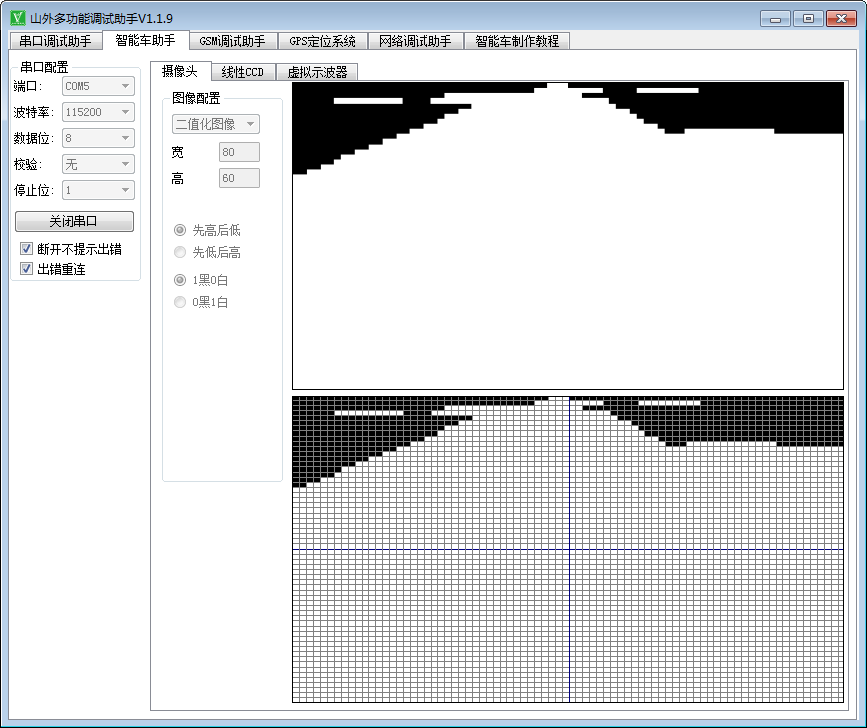 山外多功能调试助手V1.1.9
串口调试助手 智能车助手 GSM调试助手 GPS定位系统 网络调试助手 智能车制作教程
串口配置
端口: COM5
波特率: 115200
数据位: 8
校验: 无
停止位: 1
关闭串口
断开不提示出错
出错重连
摄像头 线性CCD 虚拟示波器
图像配置
二值化图像
宽 80
高 60
先高后低
先低后高
1黑0白
0黑1白